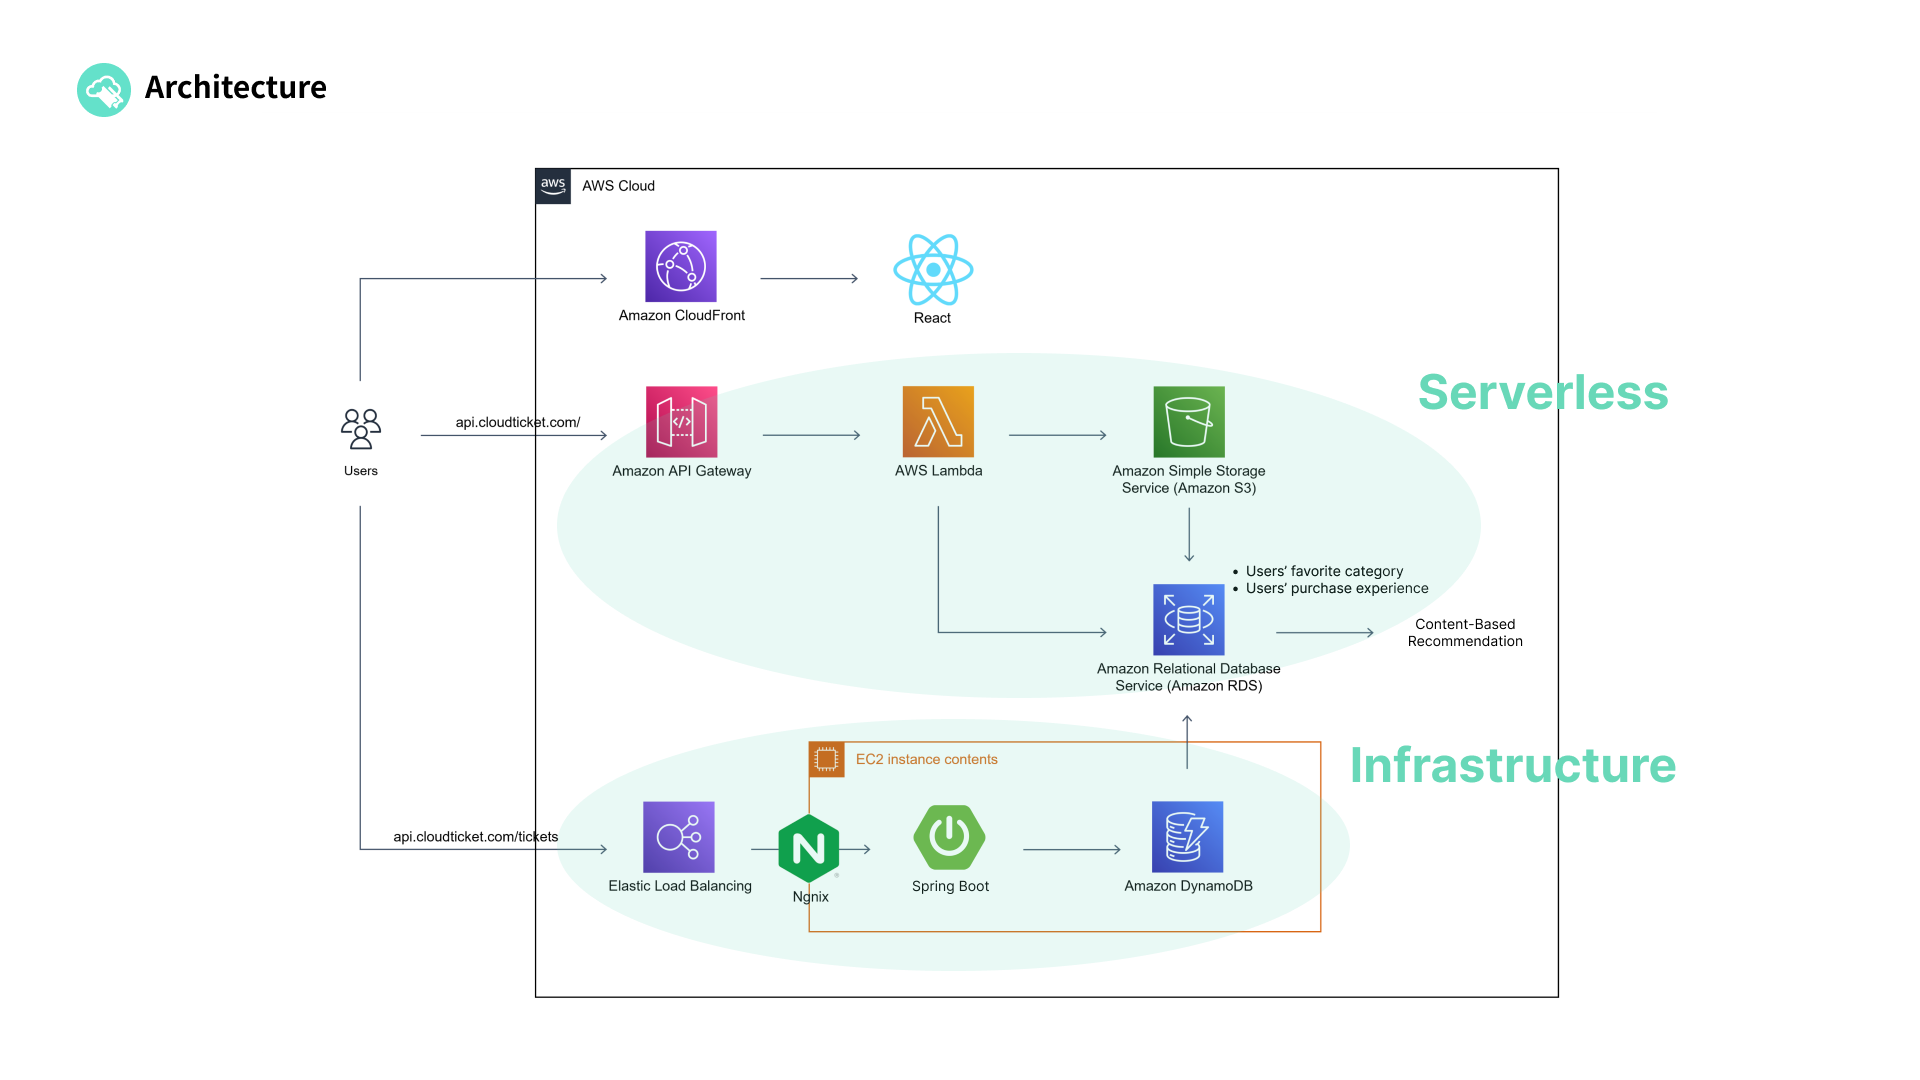 Architecture
aws
AWS Cloud
Amazon CloudFront
React
Serverless
api.cloudticket.com/
Users
Amazon API Gateway
AWS Lambda
Amazon Simple Storage
Service (Amazon S3)
• Users’ favorite category
• Users’ purchase experience
Content-Based
Recommendation
Amazon Relational Database
Service (Amazon RDS)
Infrastructure
EC2 instance contents
api.cloudticket.com/tickets
Elastic Load Balancing
N
Ngnix
Spring Boot
Amazon DynamoDB